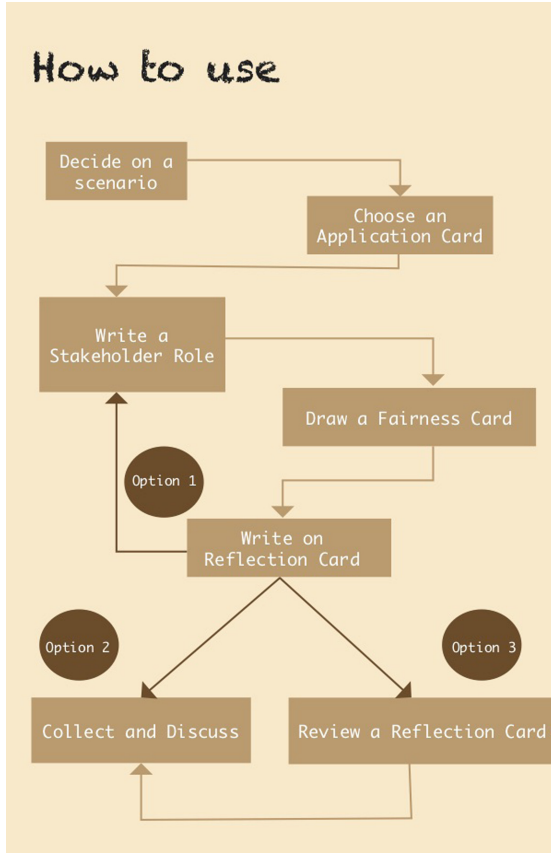 How to use
Decide on a
scenario
Choose an
Application Card
Write a
Stakeholder Role
Draw a Fairness Card
Option 1
Write on
Reflection Card
Option 2
Option 3
Collect and Discuss
Review a Reflection Card